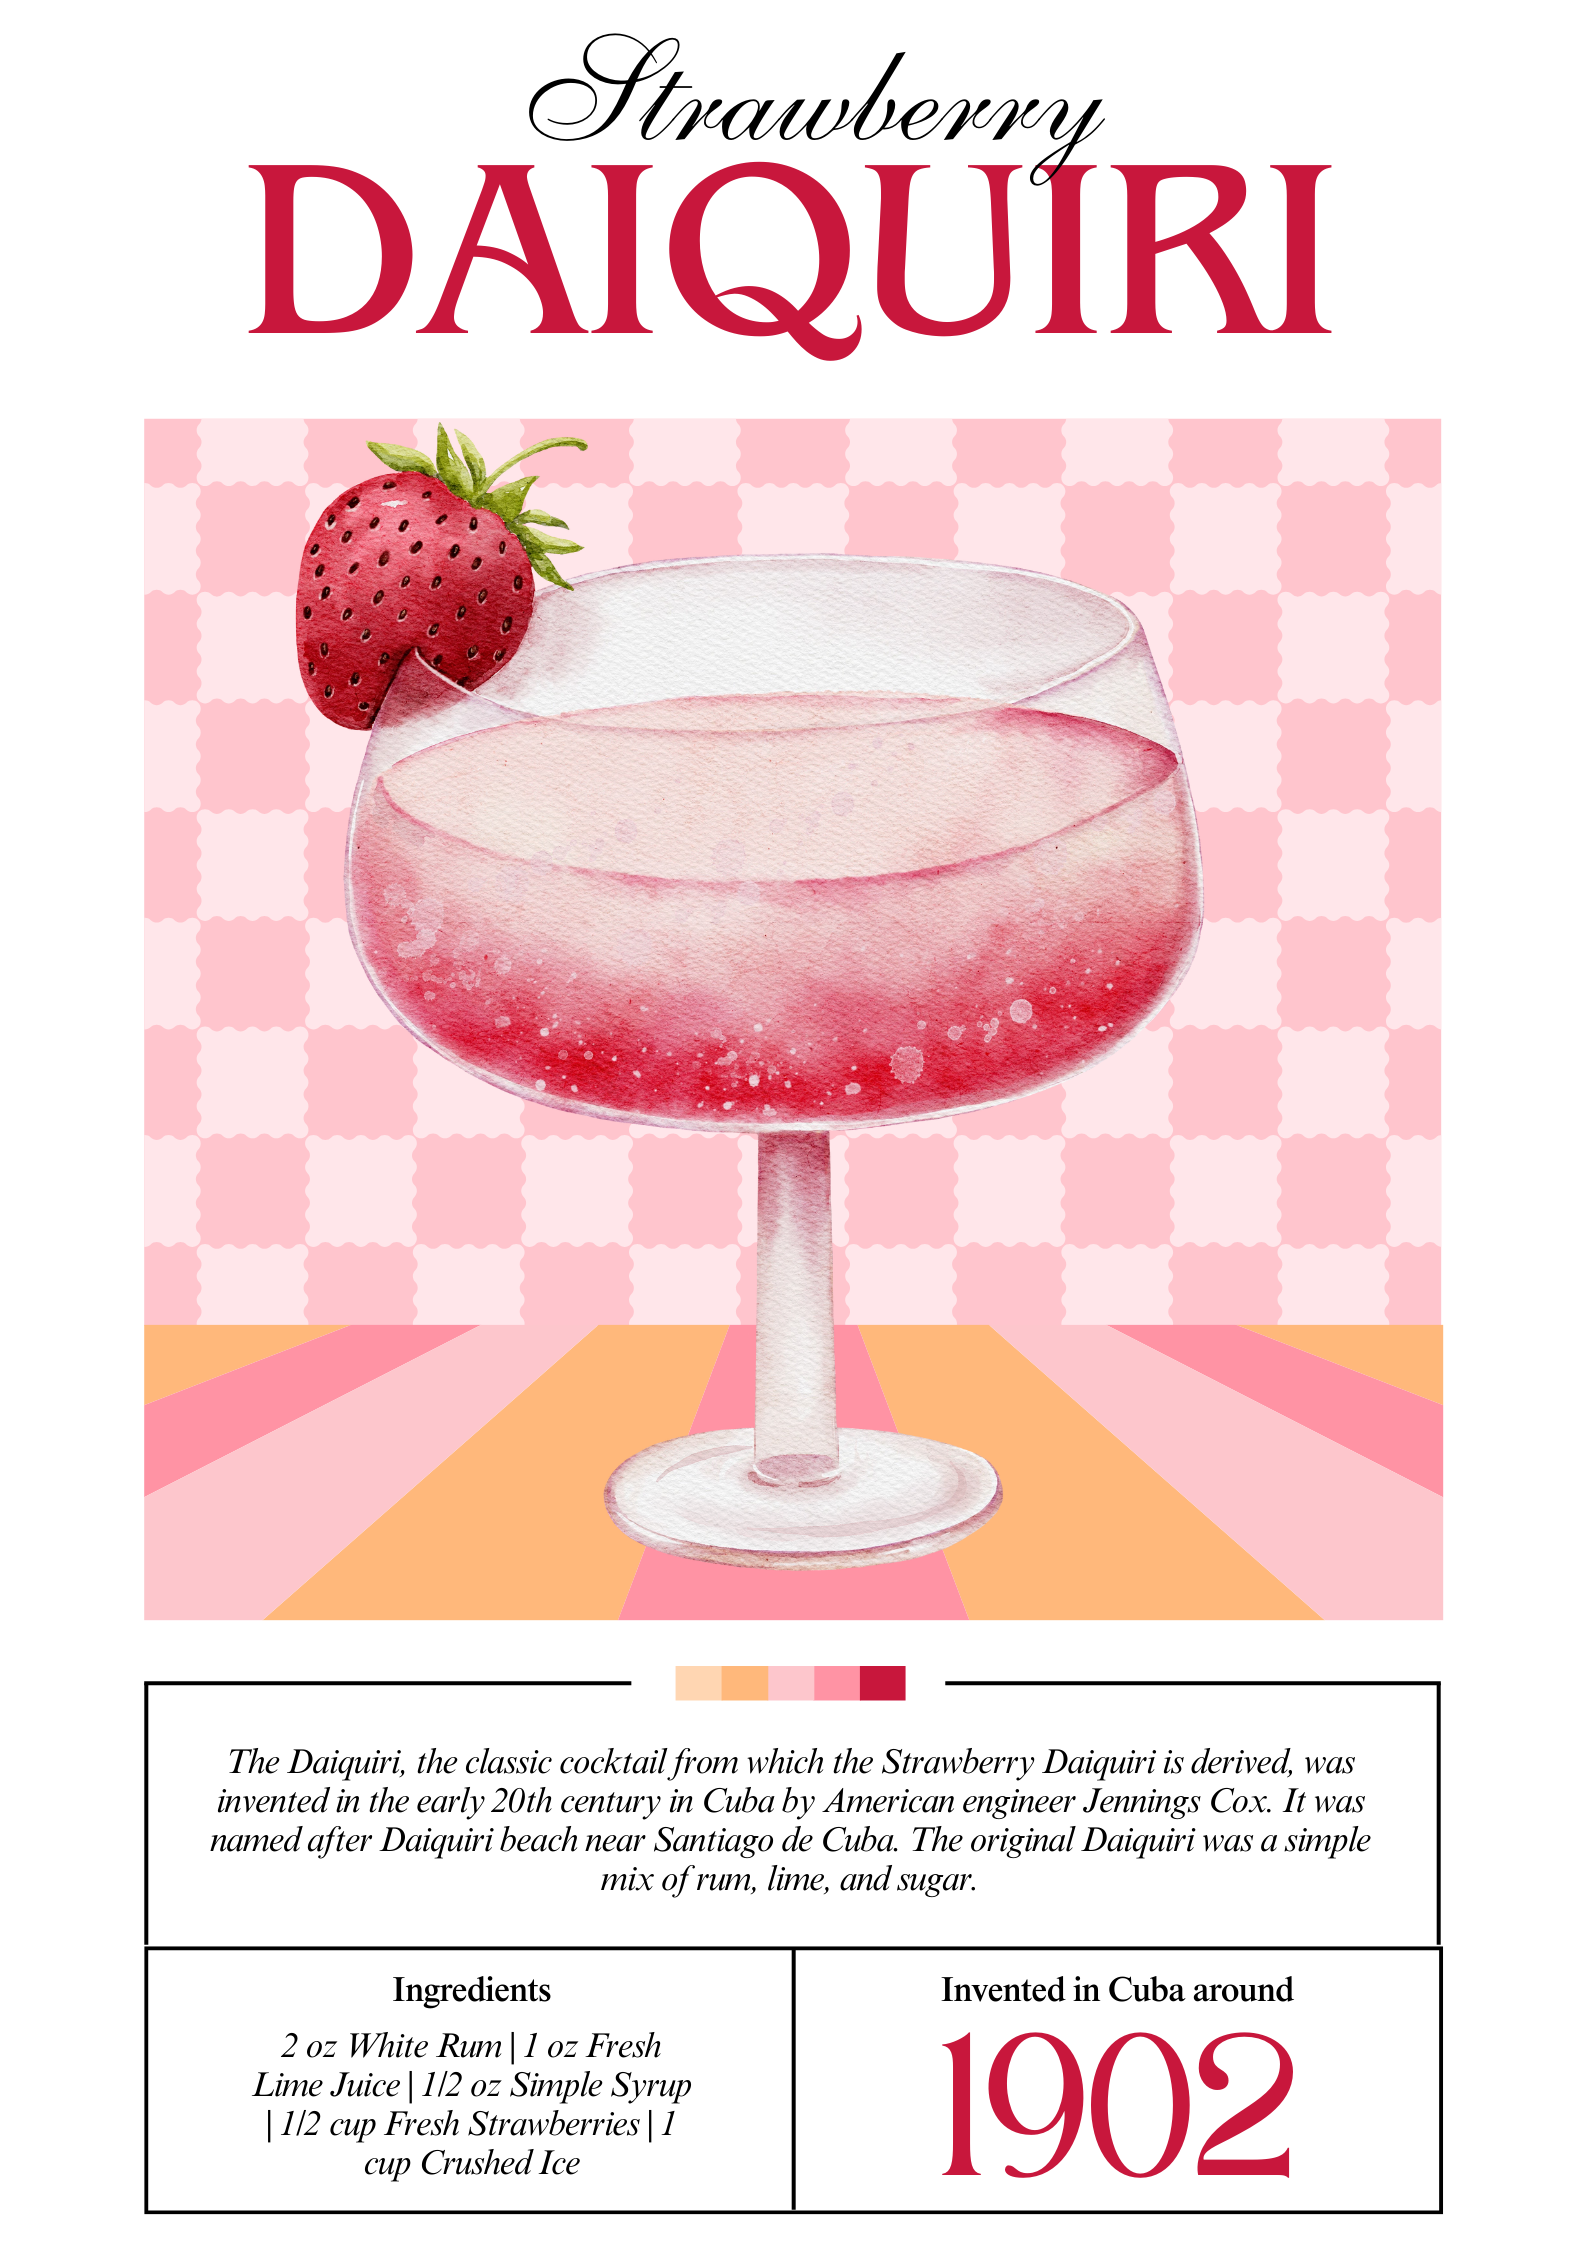 Strawberry
DAIQUIRI
The Daiquiri, the classic cocktail from which the Strawberry Daiquiri is derived, was
invented in the early 20th century in Cuba by American engineer Jennings Cox. It was
named after Daiquiri beach near Santiago de Cuba. The original Daiquiri was a simple
mix of rum, lime, and sugar.
Ingredients
2 oz White Rum | 1 oz Fresh
Lime Juice | 1/2 oz Simple Syrup
| 1/2 cup Fresh Strawberries | 1
cup Crushed Ice
Invented in Cuba around
1902